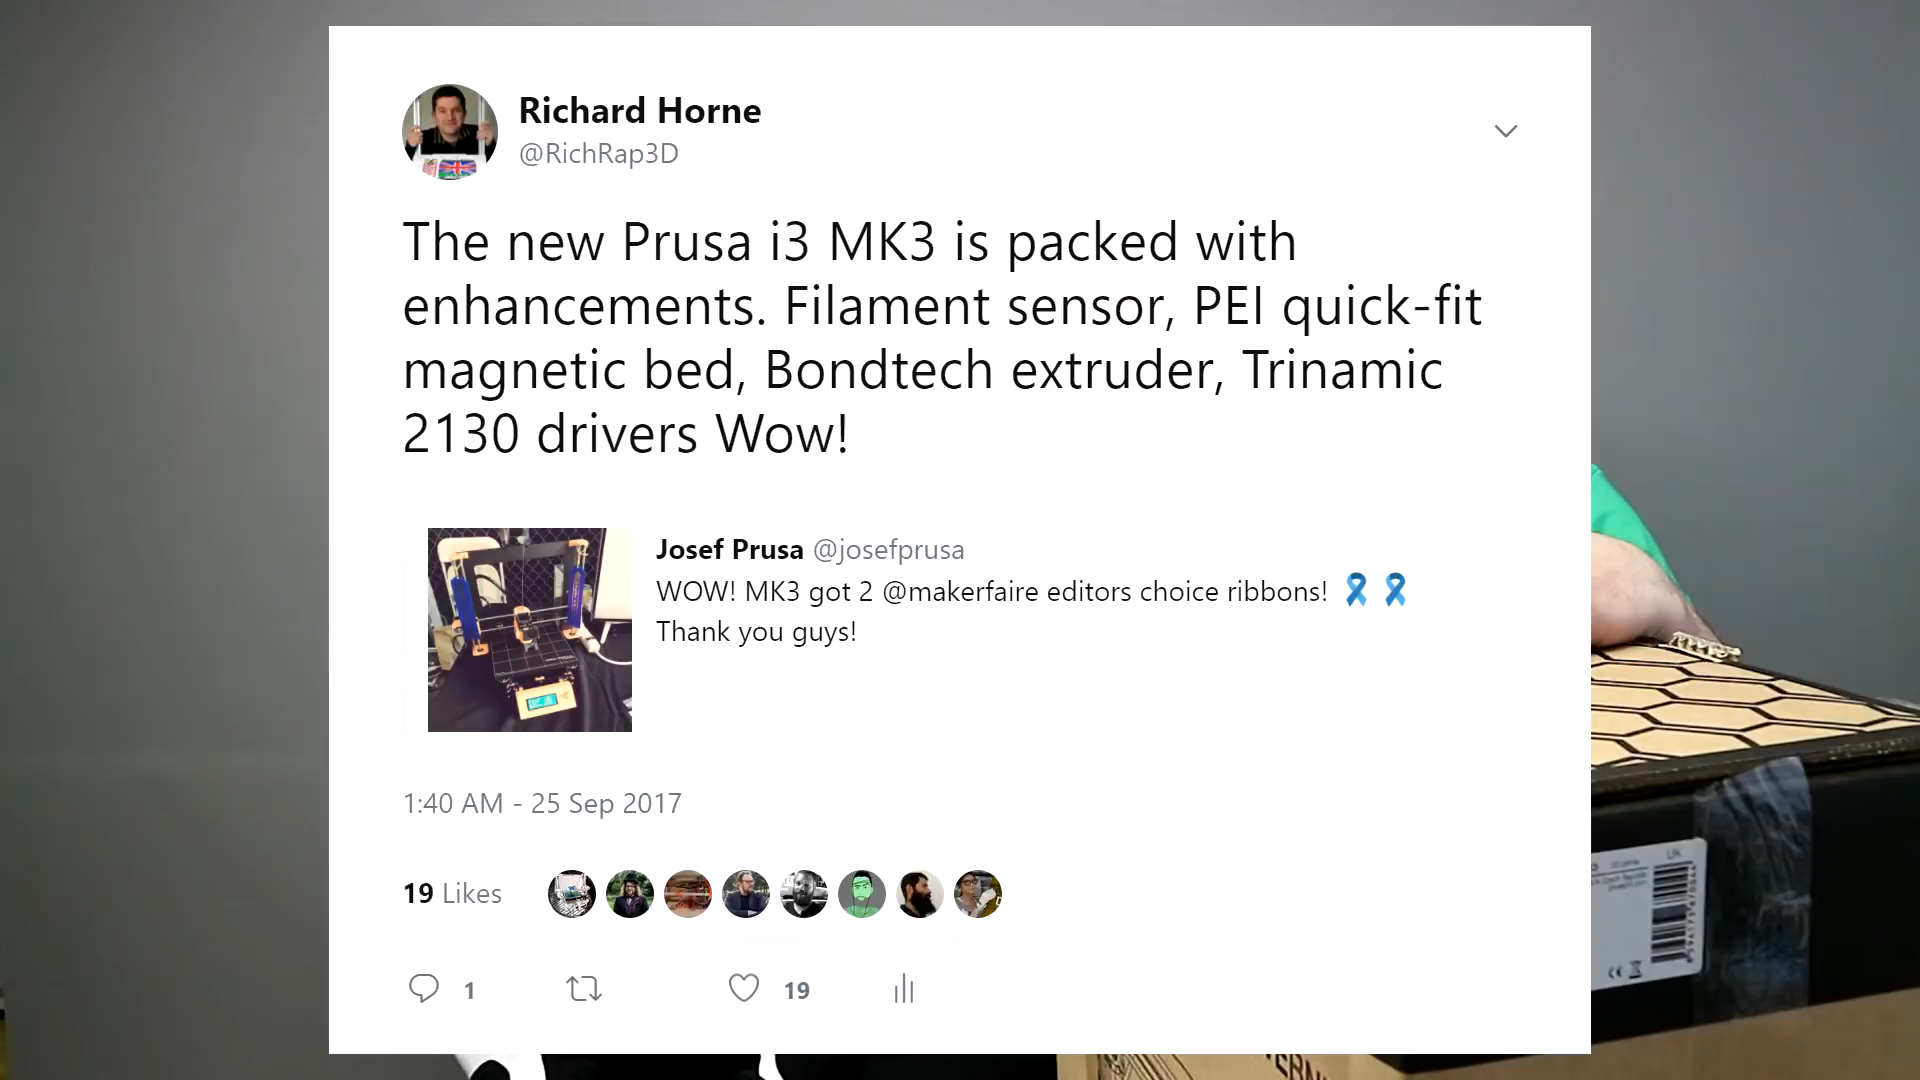 Richard Horne
@RichRap3D
The new Prusa i3 MK3 is packed with
enhancements. Filament sensor, PEI quick-fit
magnetic bed, Bondtech extruder, Trinamic
2130 drivers Wow!
Josef Prusa @josefprusa
WOW! MK3 got 2 @makerfaire editors choice ribbons! 🎗🎗
Thank you guys!
1:40 AM - 25 Sep 2017
19 Likes
1
19
UK